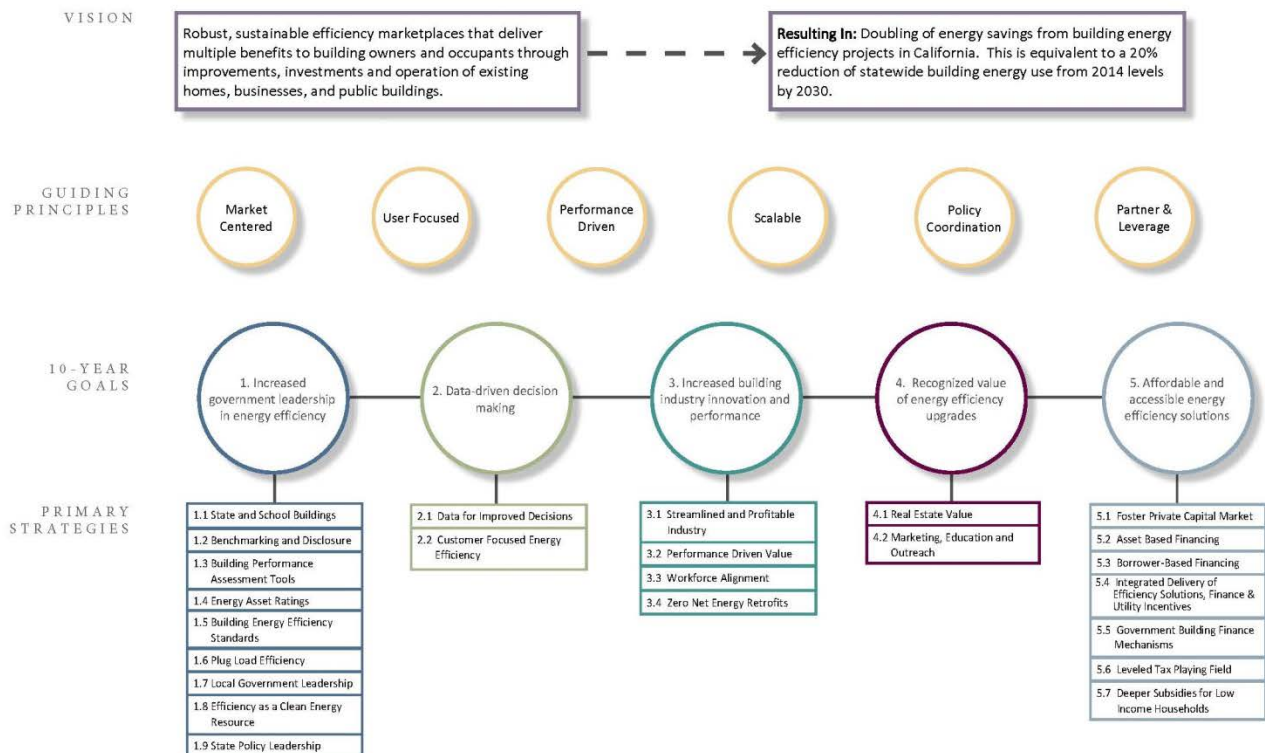 VISION
Robust, sustainable efficiency marketplaces that deliver
multiple benefits to building owners and occupants through
improvements, investments and operation of existing
homes, businesses, and public buildings.
Resulting In: Doubling of energy savings from building energy
efficiency projects in California. This is equivalent to a 20%
reduction of statewide building energy use from 2014 levels
by 2030.
GUIDING
PRINCIPLES
Market
Centered
User Focused
Performance
Driven
Scalable
Policy
Coordination
Partner &
Leverage
10-YEAR
GOALS
1. Increased
government leadership
in energy efficiency
2. Data-driven decision
making
3. Increased building
industry innovation and
performance
4. Recognized value
of energy efficiency
upgrades
5. Affordable and
accessible energy
efficiency solutions
PRIMARY
STRATEGIES
1.1 State and School Buildings
1.2 Benchmarking and Disclosure
1.3 Building Performance
Assessment Tools
1.4 Energy Asset Ratings
1.5 Building Energy Efficiency
Standards
1.6 Plug Load Efficiency
1.7 Local Government Leadership
1.8 Efficiency as a Clean Energy
Resource
1.9 State Policy Leadership
2.1 Data for Improved Decisions
2.2 Customer Focused Energy
Efficiency
3.1 Streamlined and Profitable
Industry
3.2 Performance Driven Value
3.3 Workforce Alignment
3.4 Zero Net Energy Retrofits
4.1 Real Estate Value
4.2 Marketing, Education and
Outreach
5.1 Foster Private Capital Market
5.2 Asset Based Financing
5.3 Borrower-Based Financing
5.4 Integrated Delivery of
Efficiency Solutions, Finance &
Utility Incentives
5.5 Government Building Finance
Mechanisms
5.6 Leveled Tax Playing Field
5.7 Deeper Subsidies for Low
Income Households